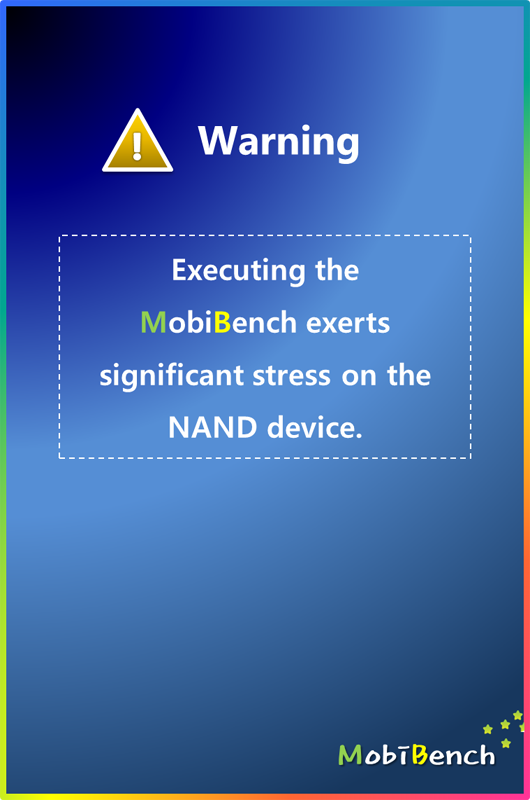 Warning
Executing the
MobiBench exerts
significant stress on the
NAND device.
MobiBench